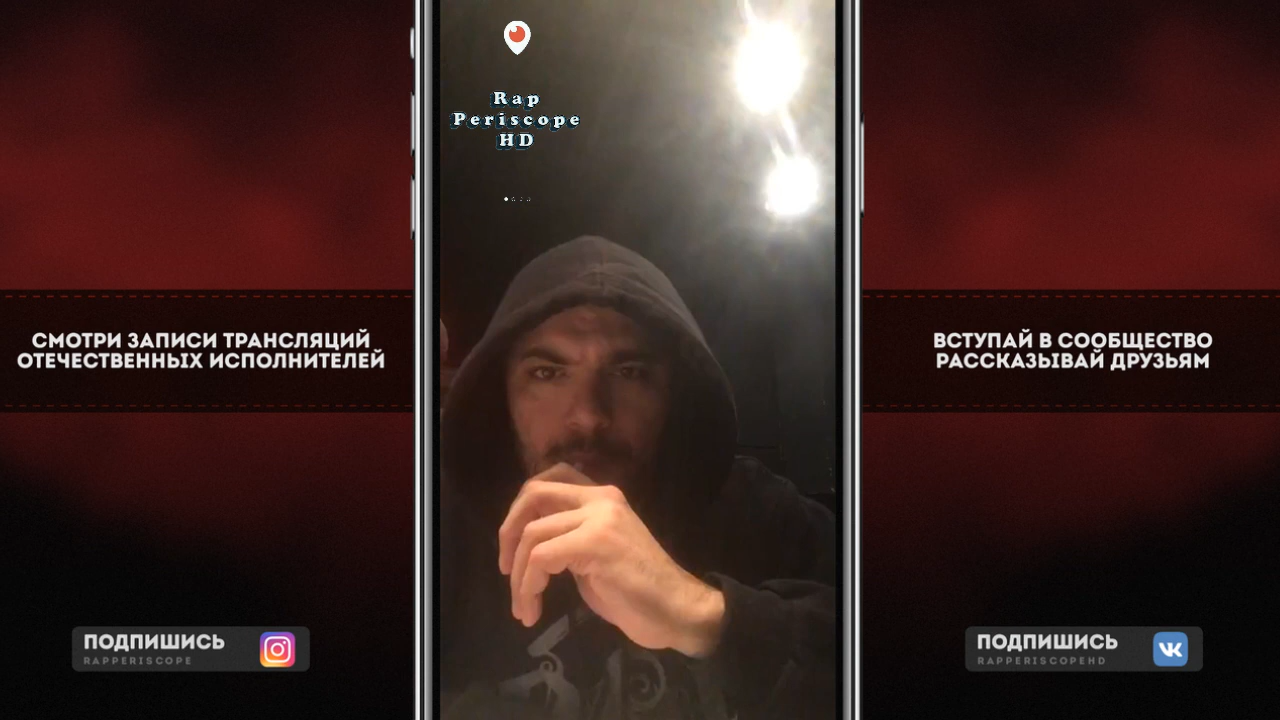 Rap
Periscope
HD
СМОТРИ ЗАПИСИ ТРАНСЛЯЦИЙ
ОТЕЧЕСТВЕННЫХ ИСПОЛНИТЕЛЕЙ
ВСТУПАЙ В СООБЩЕСТВО
РАССКАЗЫВАЙ ДРУЗЬЯМ
ПОДПИШИСЬ
RAPPERISCOPE
ПОДПИШИСЬ
RAPPERISCOPEHD